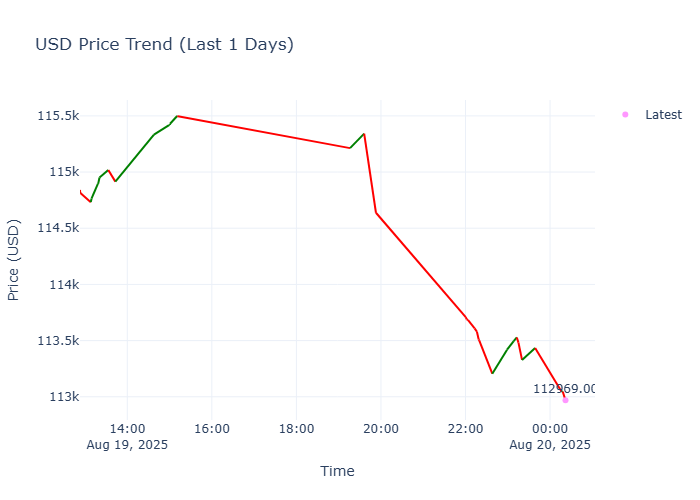 USD Price Trend (Last 1 Days)
Latest
115.5k
115k
114.5k
114k
113.5k
113k
Price (USD)
112969.00
14:00
16:00
18:00
20:00
22:00
00:00
Aug 19, 2025
Aug 20, 2025
Time